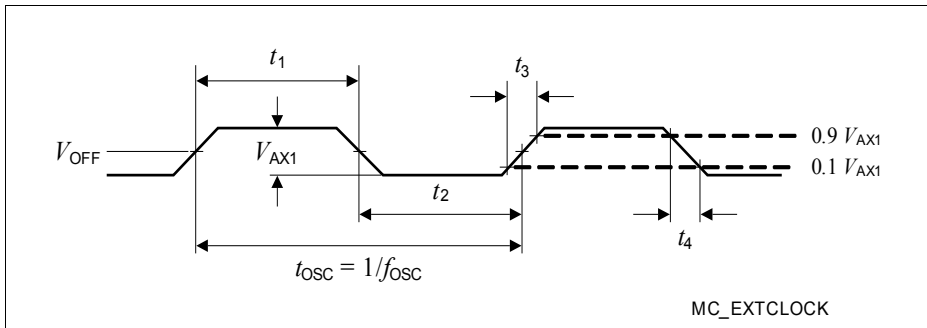 t1
t3
VOFF
VAX1
0.9 VAX1
0.1 VAX1
t2
t4
tOSC = 1/fOSC
MC_EXTCLOCK